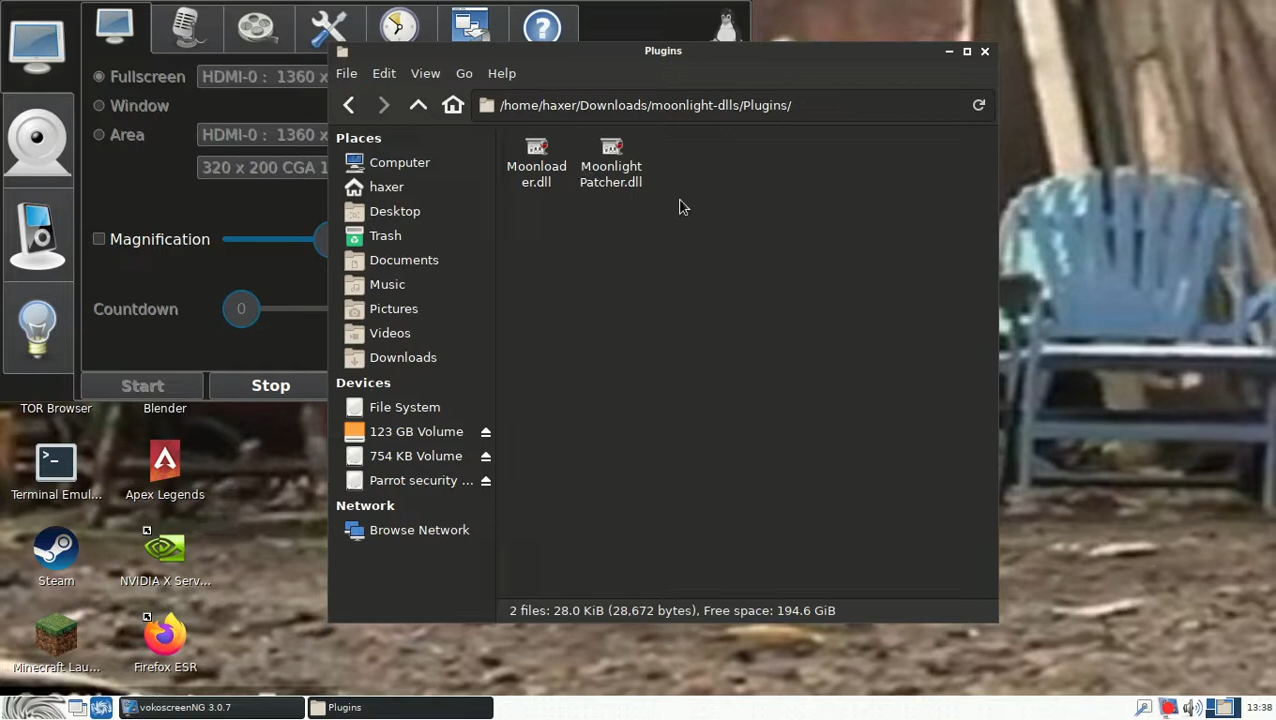 Plugins
File Edit View Go Help
/home/haxer/Downloads/moonlight-dlls/Plugins/
Places
Computer
haxer
Desktop
Trash
Documents
Music
Pictures
Videos
Downloads
Devices
File System
123 GB Volume
754 KB Volume
Parrot security ...
Network
Browse Network
Moonload
er.dll
Moonlight
Patcher.dll
2 files: 28.0 KiB (28,672 bytes), Free space: 194.6 GiB
Fullscreen
HDMI-0 : 1360 x
Window
Area
HDMI-0 : 1360 x
320 x 200 CGA 1
Magnification
Countdown
0
Start Stop
TOR Browser
Blender
Terminal Emul...
Apex Legends
Steam
NVIDIA X Serv...
Minecraft Lau...
Firefox ESR
vokoscreenNG 3.0.7
Plugins
13:38